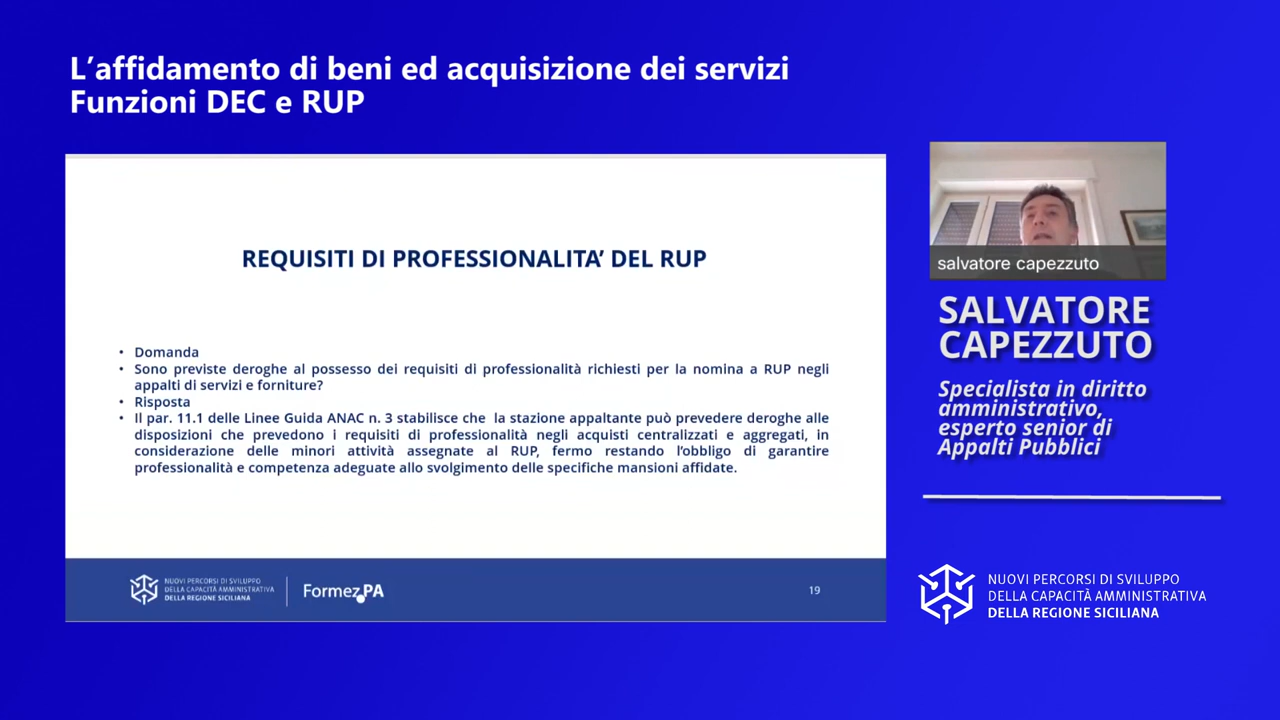 L’affidamento di beni ed acquisizione dei servizi
Funzioni DEC e RUP
REQUISITI DI PROFESSIONALITA’ DEL RUP
• Domanda
• Sono previste deroghe al possesso dei requisiti di professionalità richiesti per la nomina a RUP negli
appalti di servizi e forniture?
• Risposta
• Il par. 11.1 delle Linee Guida ANAC n. 3 stabilisce che la stazione appaltante può prevedere deroghe alle
disposizioni che prevedono i requisiti di professionalità negli acquisti centralizzati e aggregati, in
considerazione delle minori attività assegnate al RUP, fermo restando l’obbligo di garantire
professionalità e competenza adeguate allo svolgimento delle specifiche mansioni affidate.
NUOVI PERCORSI DI SVILUPPO
DELLA CAPACITÀ AMMINISTRATIVA
DELLA REGIONE SICILIANA
Formez PA
19
salvatore capezzuto
SALVATORE
CAPEZZUTO
Specialista in diritto
amministrativo,
esperto senior di
Appalti Pubblici
NUOVI PERCORSI DI SVILUPPO
DELLA CAPACITÀ AMMINISTRATIVA
DELLA REGIONE SICILIANA